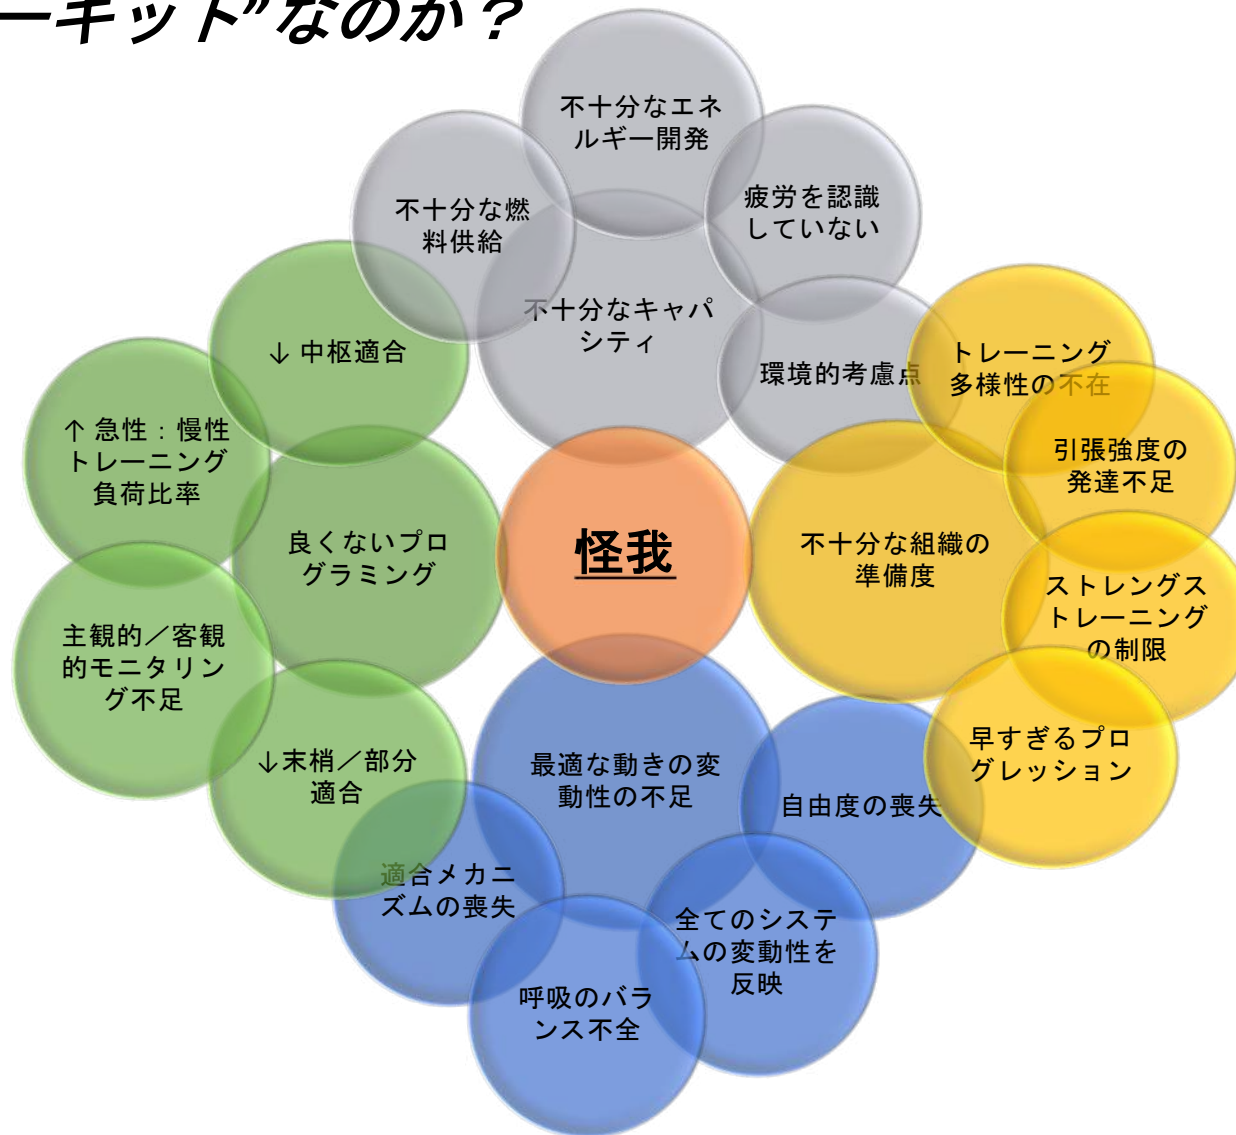 ーキット”なのか？
不十分なエネ
ルギー開発
不十分な燃
料供給
疲労を認識
していない
不十分なキャパ
シティ
環境的考慮点
トレーニング
多様性の不在
引張強度の
発達不足
ストレングス
トレーニング
の制限
早すぎるプロ
グレッション
不十分な組織の
準備度
怪我
↓ 中枢適合
↑ 急性：慢性
トレーニング
負荷比率
良くないプロ
グラミング
主観的／客観
的モニタリン
グ不足
↓末梢／部分
適合
最適な動きの変
動性の不足
自由度の喪失
適合メカニ
ズムの喪失
全てのシステ
ムの変動性を
反映
呼吸のバラ
ンス不全